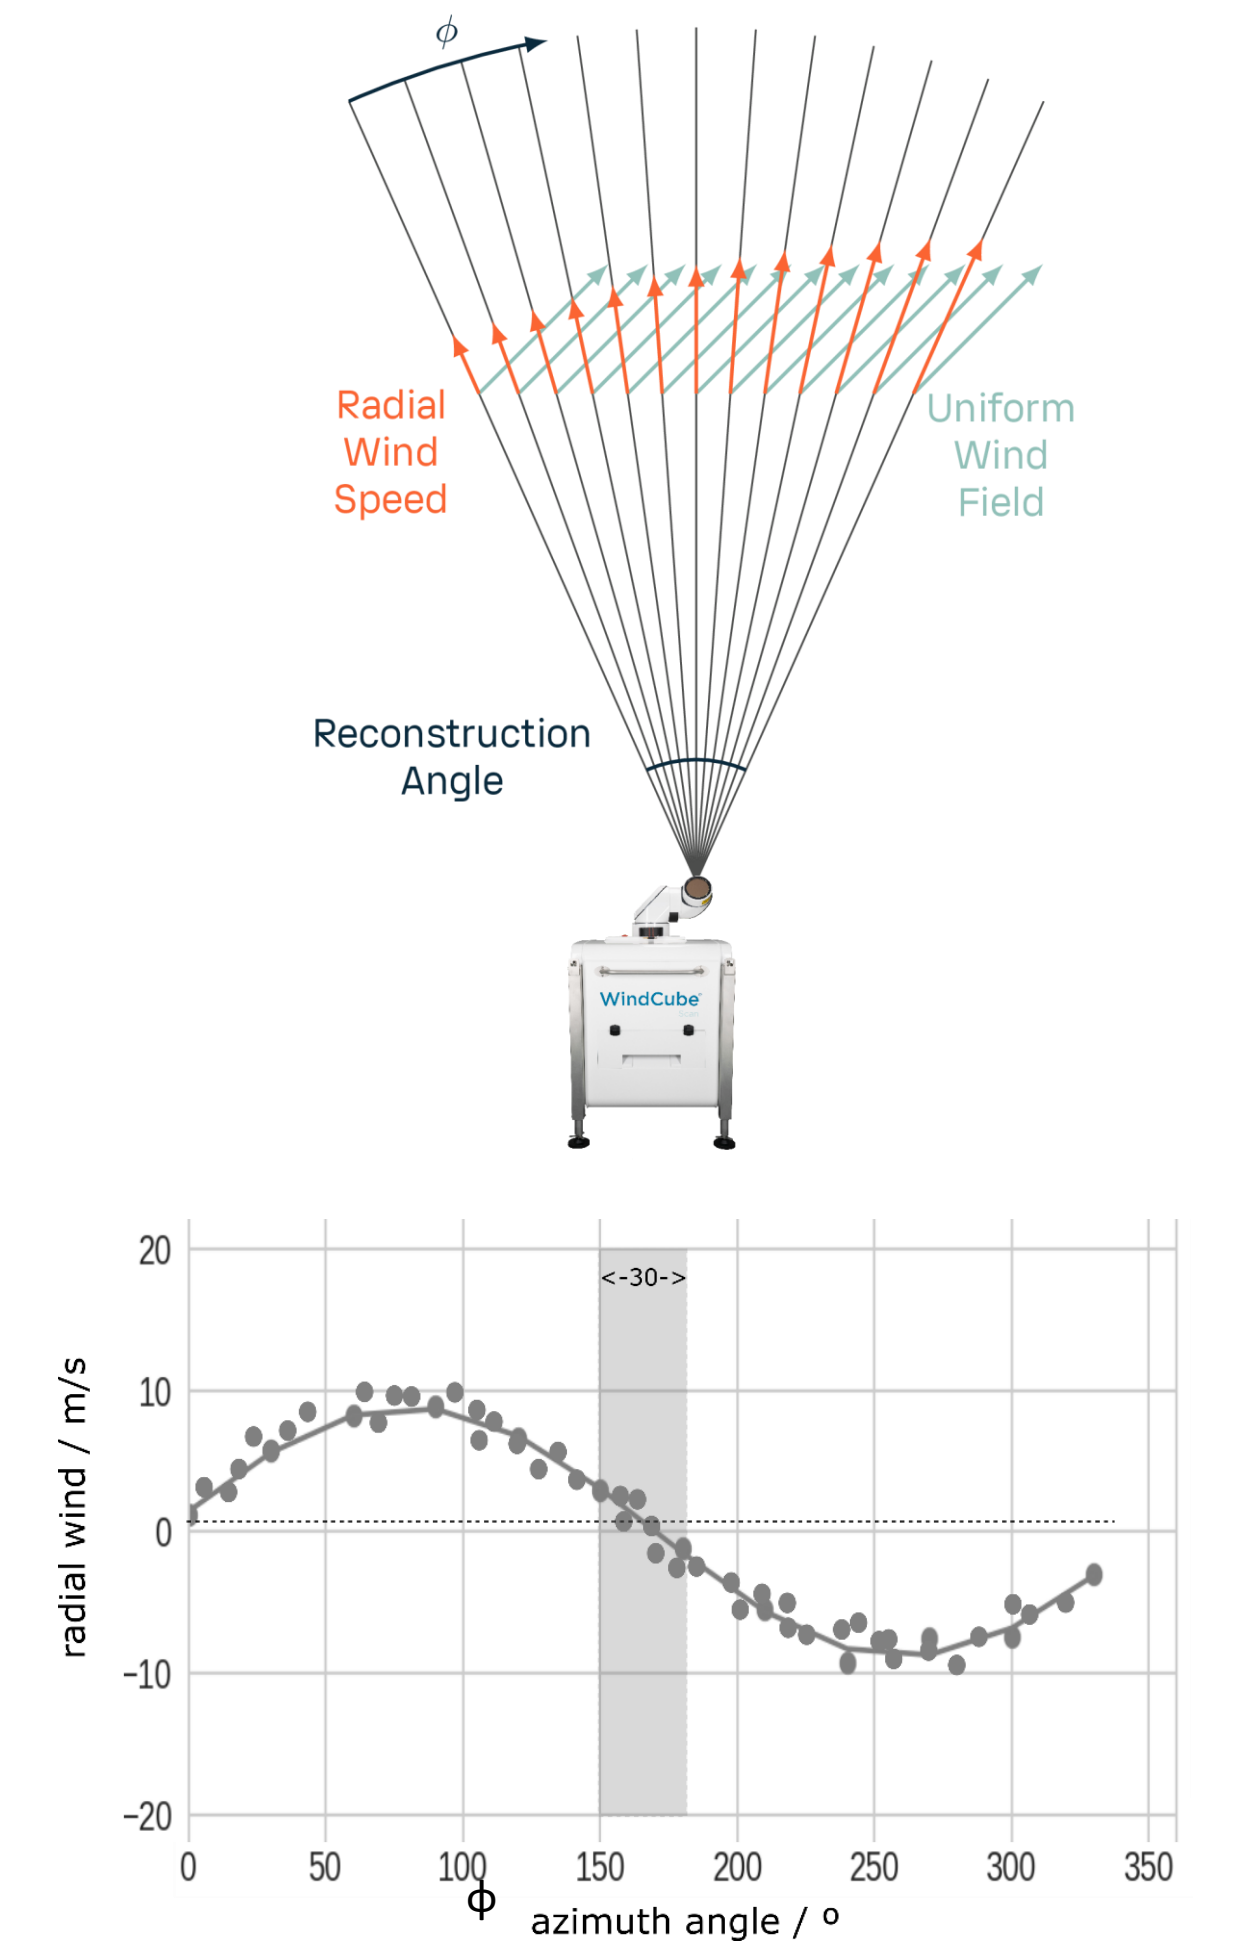 ϕ
Radial
Wind
Speed
Uniform
Wind
Field
Reconstruction
Angle
WindCube
Scan
<-30->
20
10
0
−10
−20
radial wind / m/s
0 50 100 150 200 250 300 350
ϕ
azimuth angle / º